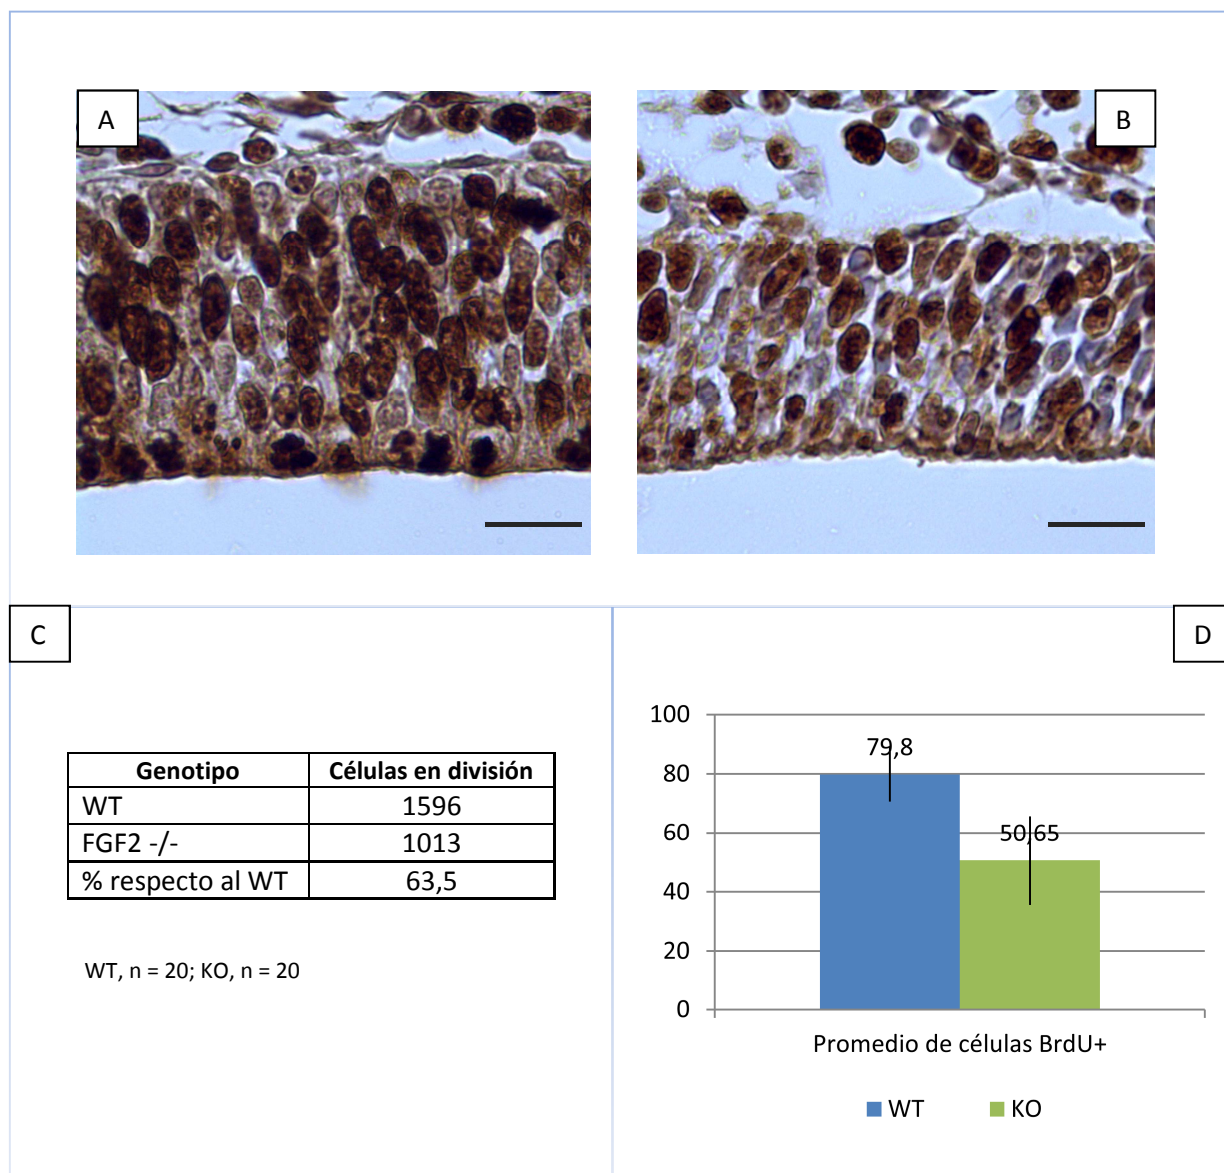 A
B
C
D
Genotipo Células en división
WT 1596
FGF2 -/- 1013
% respecto al WT 63,5
WT, n = 20; KO, n = 20
100
80
60
40
20
0
79,8
50,65
Promedio de células BrdU+
WT KO